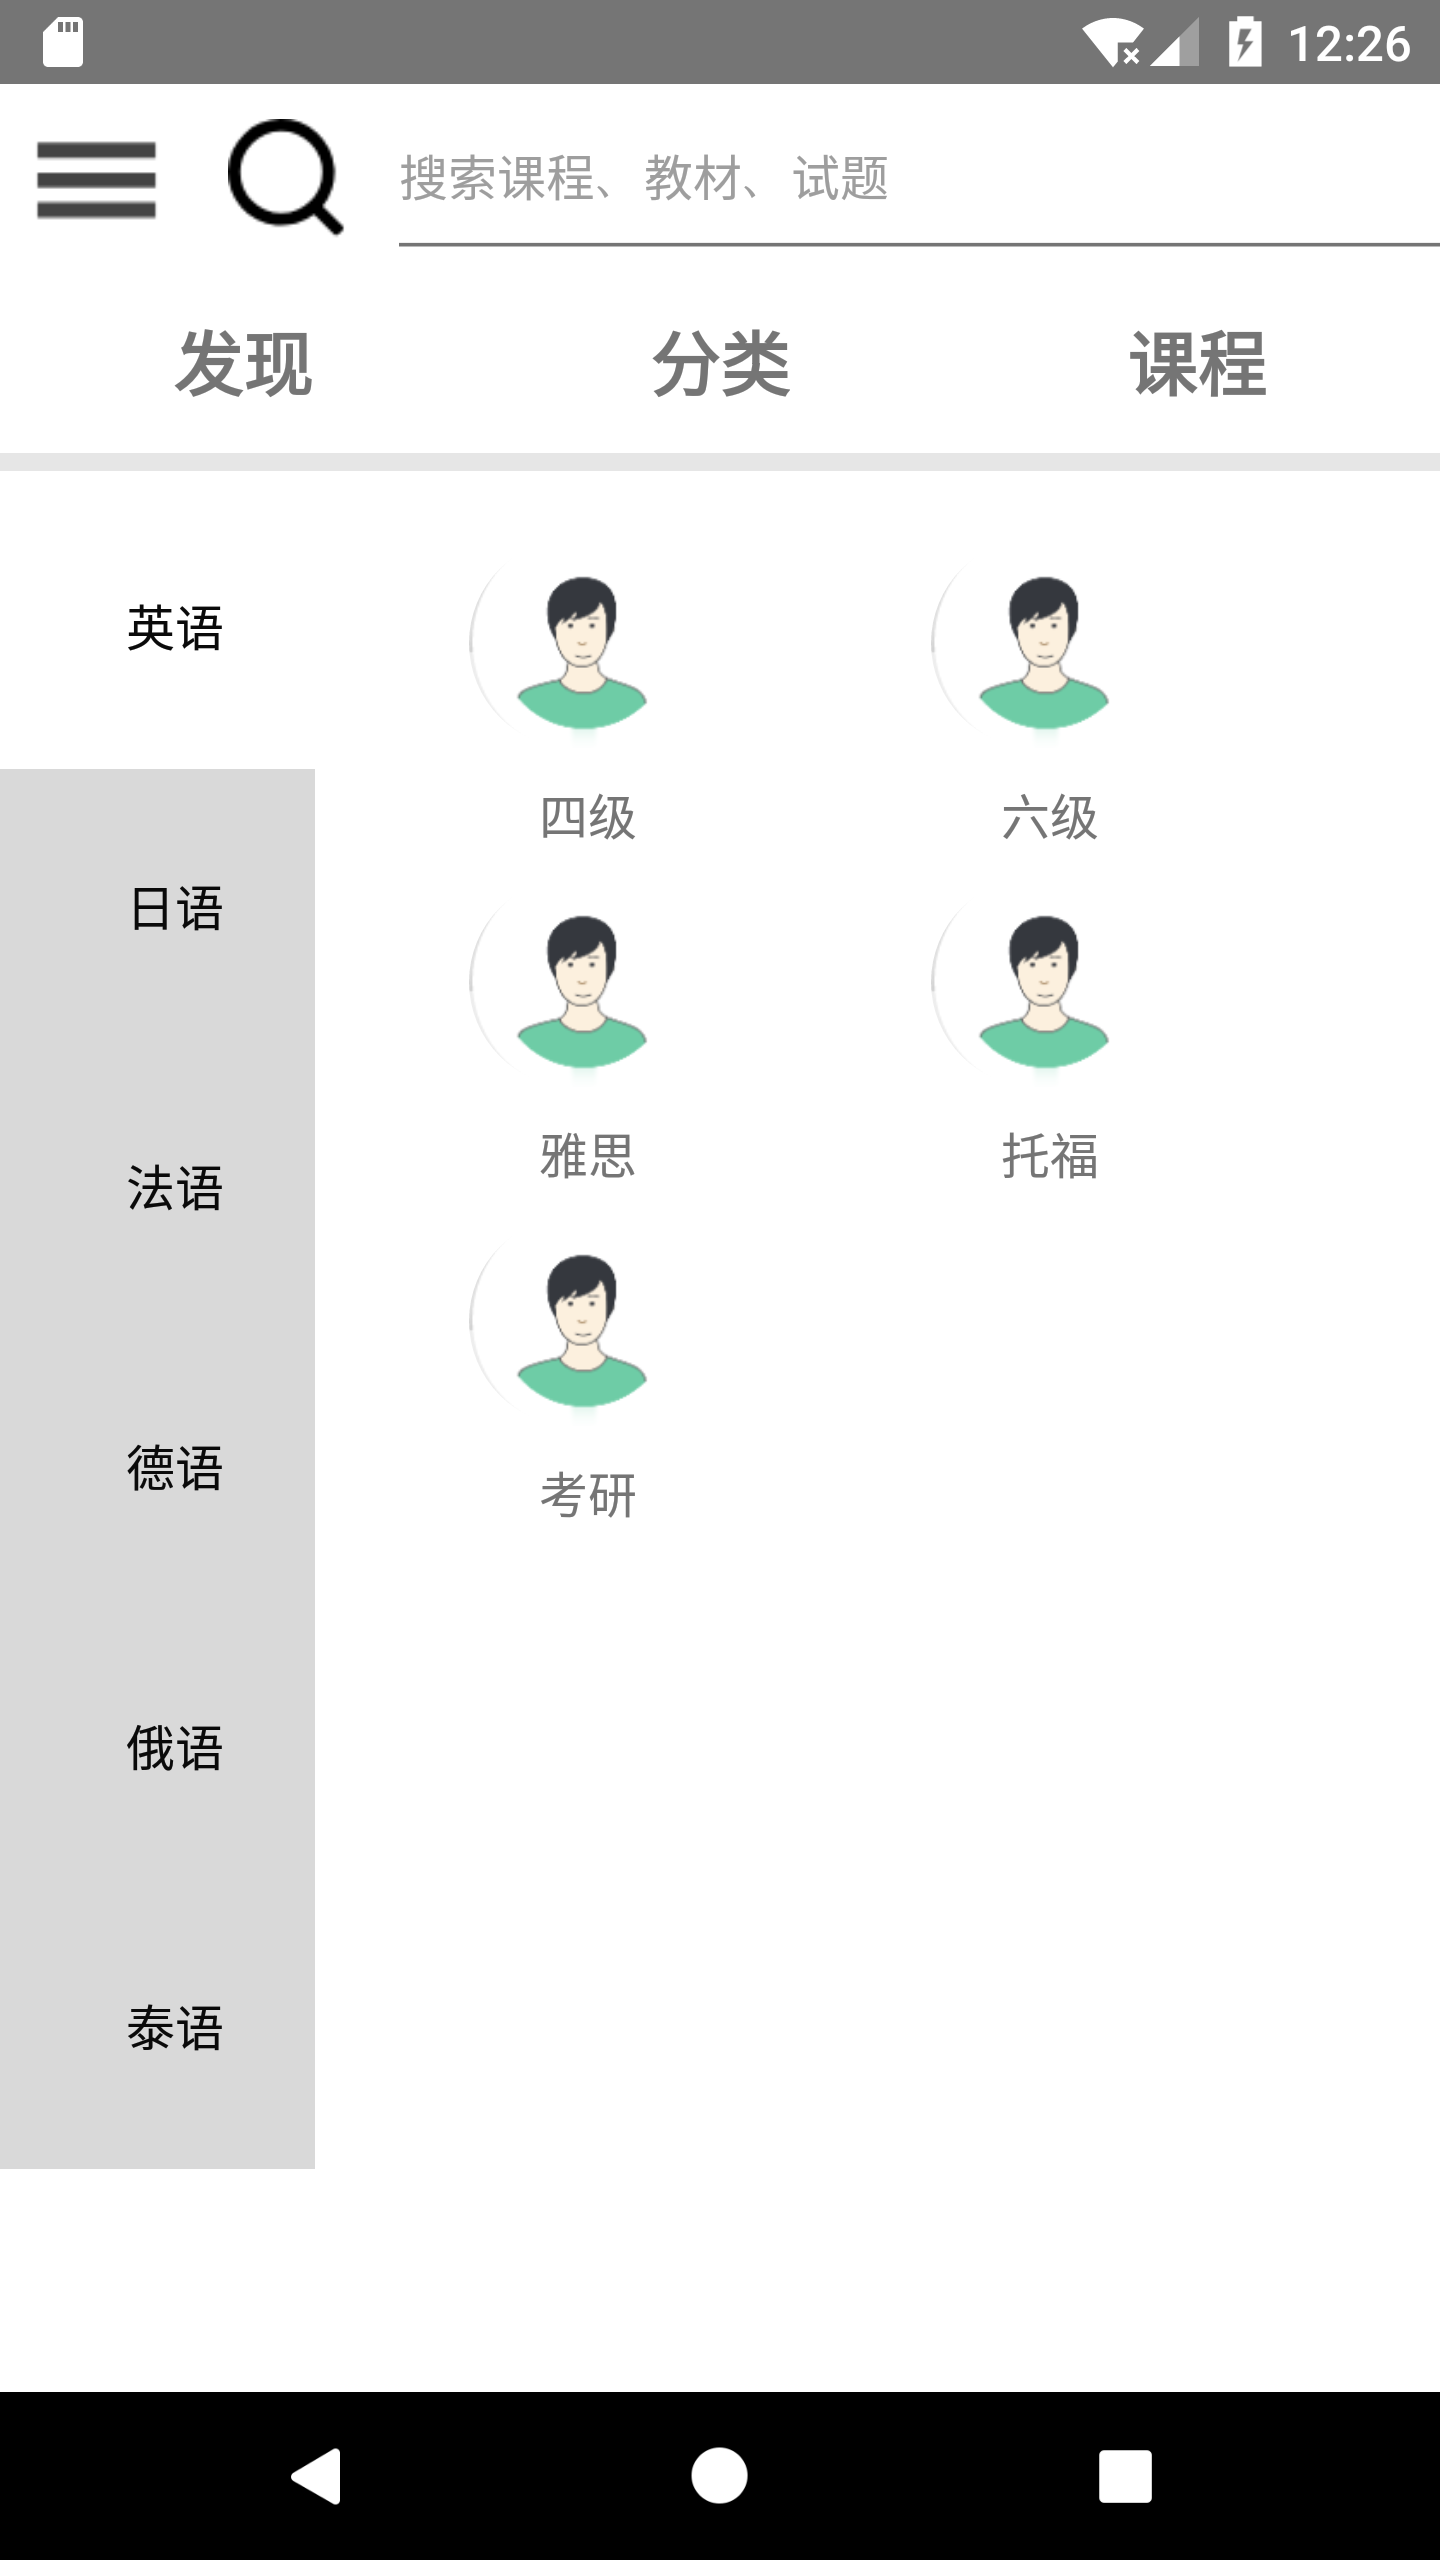 12:26
搜索课程、教材、试题
发现 分类 课程
英语
日语
法语
德语
俄语
泰语
四级 六级
雅思 托福
考研